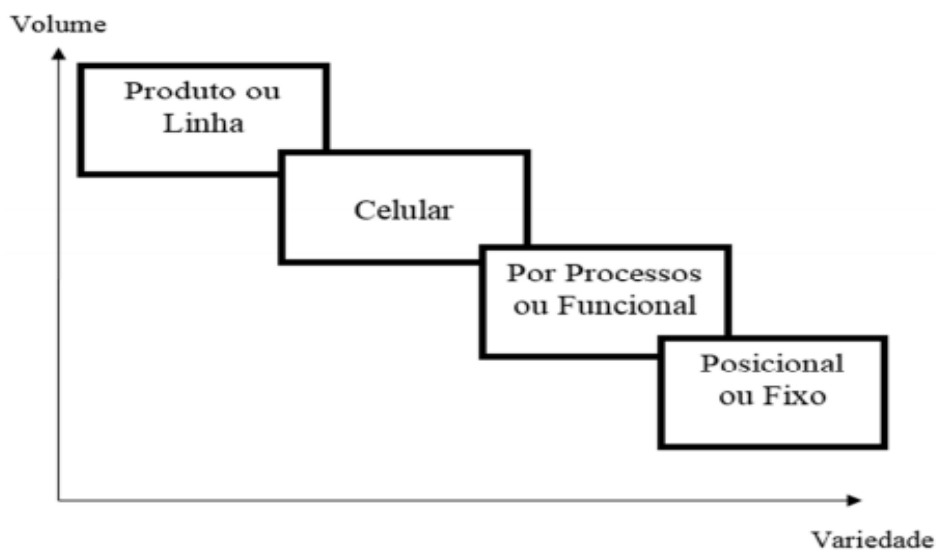 Volume
Produto ou
Linha
Celular
Por Processos
ou Funcional
Posicional
ou Fixo
Variedade